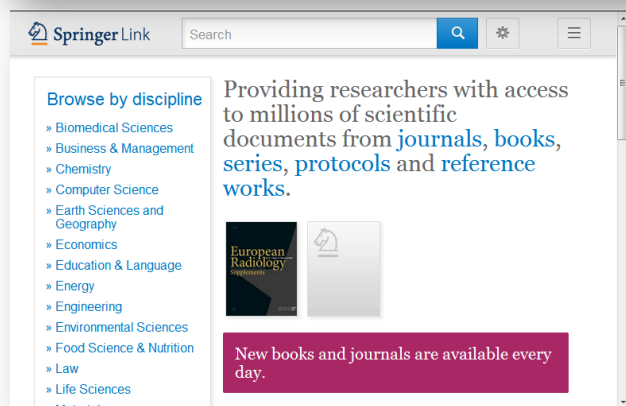 Springer Link
Search
Browse by discipline
» Biomedical Sciences
» Business & Management
» Chemistry
» Computer Science
» Earth Sciences and
Geography
» Economics
» Education & Language
» Energy
» Engineering
» Environmental Sciences
» Food Science & Nutrition
» Law
» Life Sciences
Providing researchers with access
to millions of scientific
documents from journals, books,
series, protocols and reference
works.
European
Radiology
Supplements
New books and journals are available every
day.